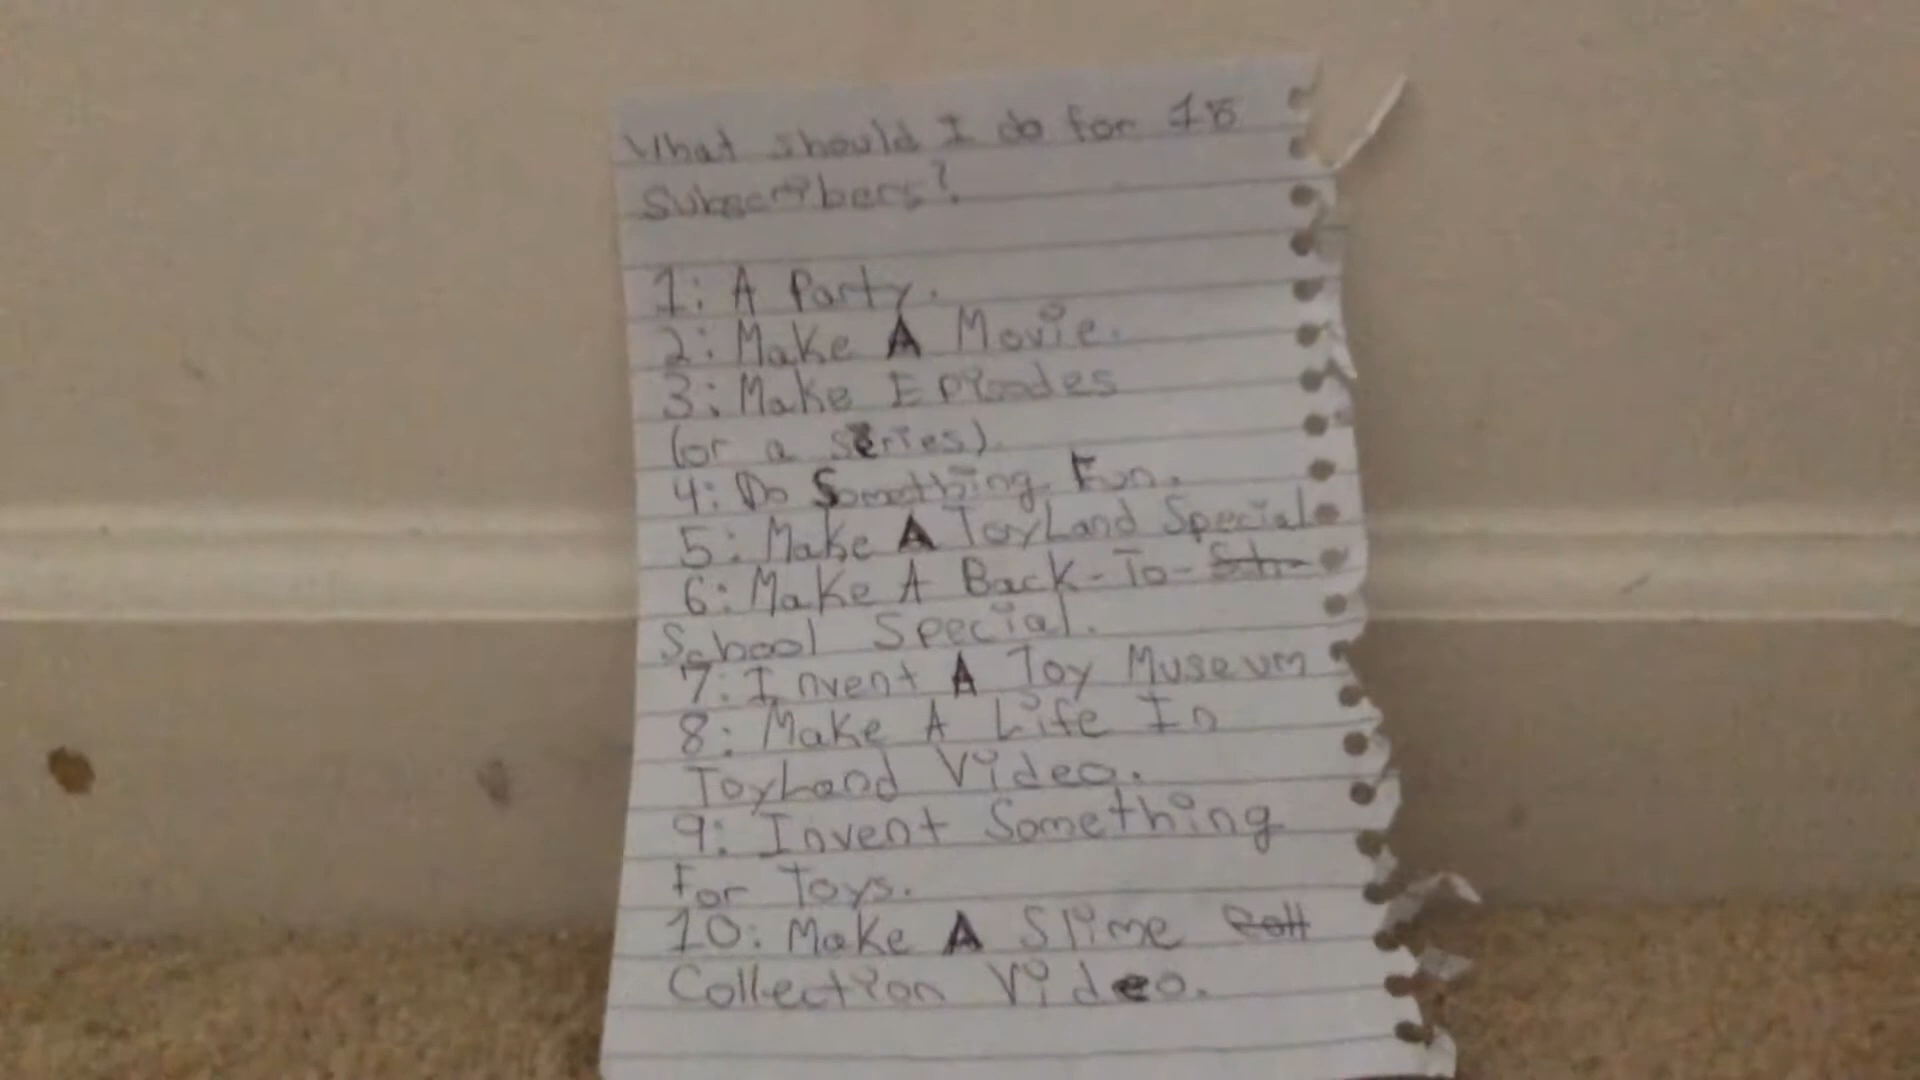 What should I do for 18
Subscribers?
1: A Party.
2: Make A Movie.
3: Make Episodes
(or a series).
4: Do Something Fun.
5: Make A ToyLand Special
6: Make A Back-To-
School Special.
7: Invent A Toy Museum
8: Make A Life In
ToyLand Video.
9: Invent Something
For Toys.
10: Make A Slime
Collection Video.